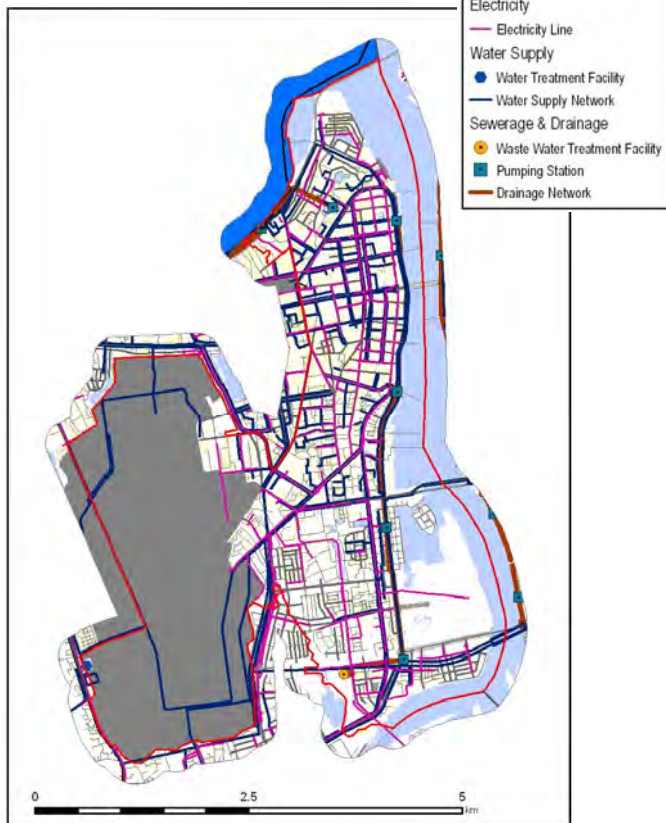 Electricity
Electricity Line
Water Supply
Water Treatment Facility
Water Supply Network
Sewerage & Drainage
Waste Water Treatment Facility
Pumping Station
Drainage Network
0
2.5
5
km